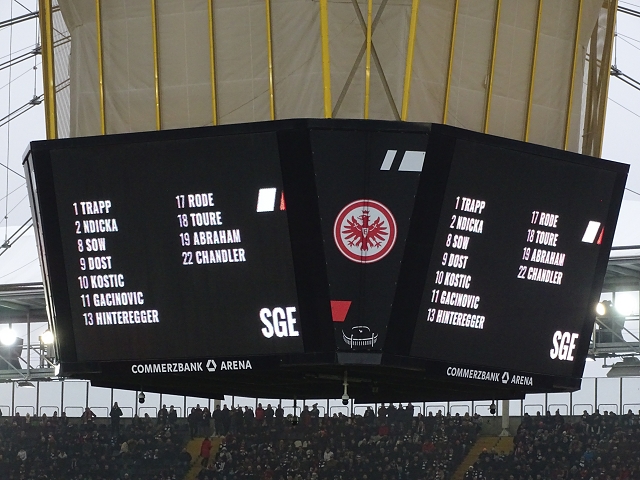 1 TRAPP
2 NDICKA
8 SOW
9 DOST
10 KOSTIC
11 GACINOVIC
13 HINTEREGGER
17 RODE
18 TOURE
19 ABRAHAM
22 CHANDLER
SGE
COMMERZBANK ARENA
1 TRAPP
2 NDICKA
8 SOW
9 DOST
10 KOSTIC
11 GACINOVIC
13 HINTEREGGER
17 RODE
18 TOURE
19 ABRAHAM
22 CHANDLER
SGE
COMMERZBANK ARENA